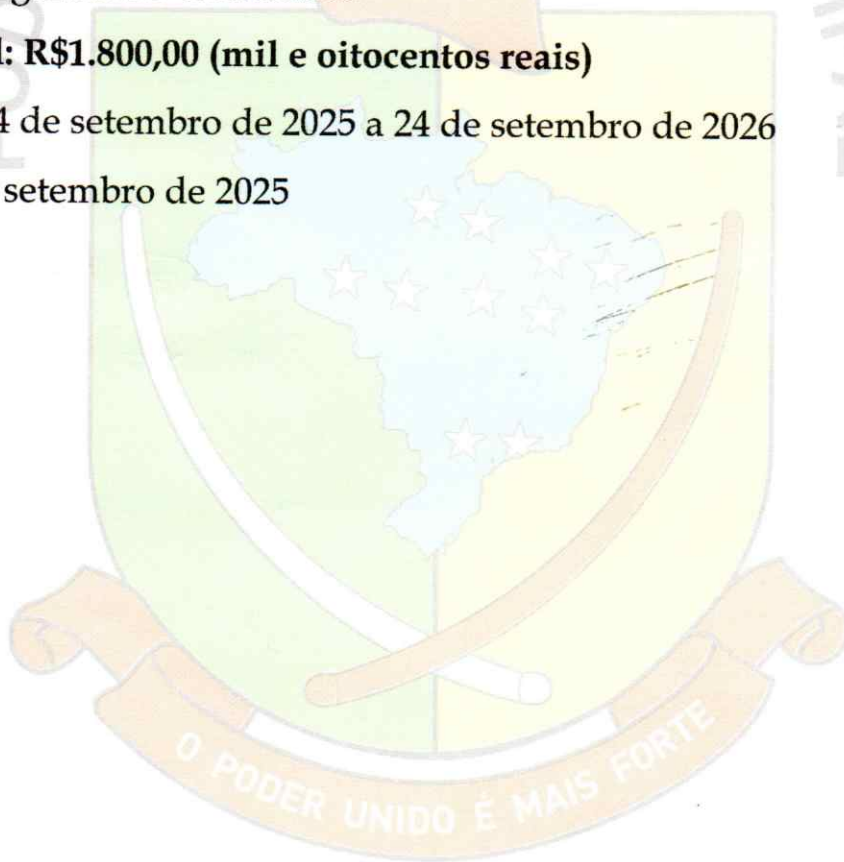 l: R$1.800,00 (mil e oitocentos reais)
4 de setembro de 2025 a 24 de setembro de 2026
setembro de 2025
O PODER UNIDO É MAIS FORTE